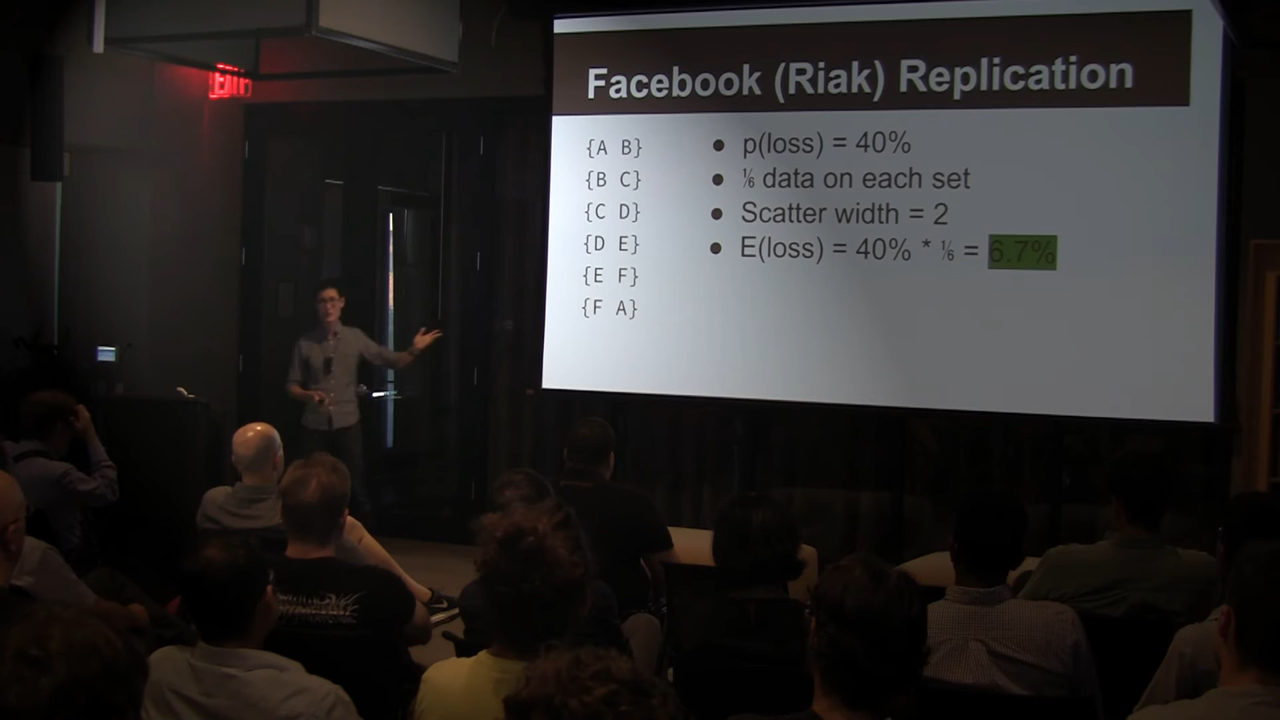 EXIT
Facebook (Riak) Replication
{A B}
{B C}
{C D}
{D E}
{E F}
{F A}
● p(loss) = 40%
● ⅙ data on each set
● Scatter width = 2
● E(loss) = 40% * ⅙ = 6.7%